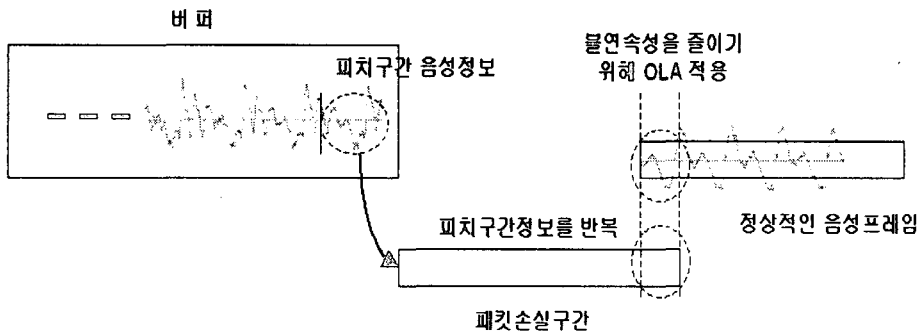 버 퍼
피치구간 음성정보
불연속성을 줄이기
위해 OLA 적용
정상적인 음성프레임
피치구간정보를 반복
패킷손실구간